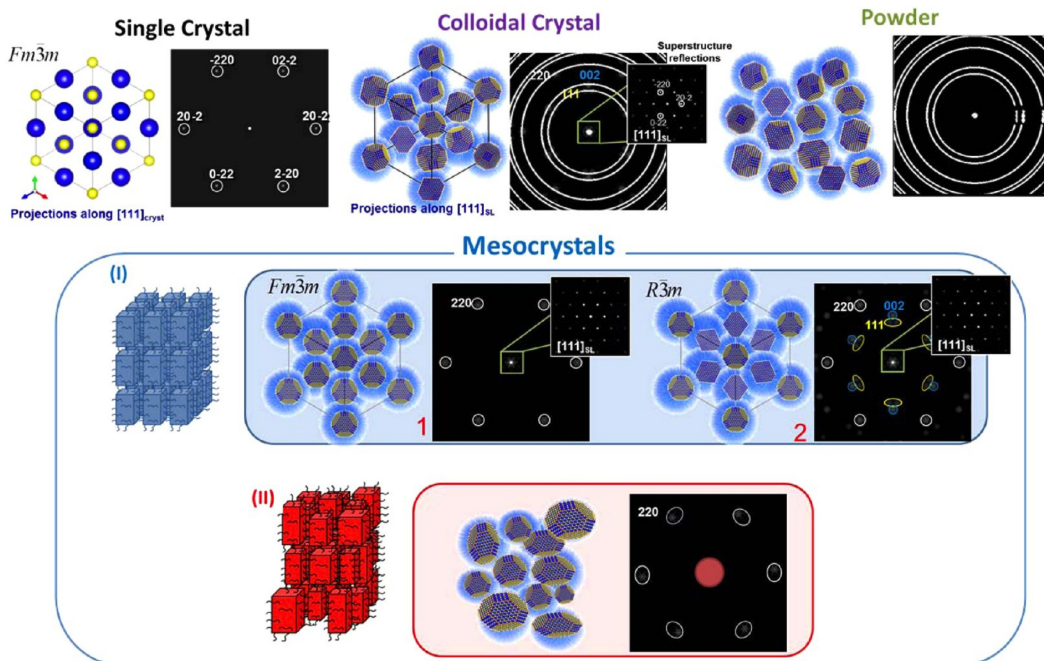 Single Crystal
Colloidal Crystal
Powder
Fm3̄m
-220
02-2
20-2
20-2
0-22
2-20
Projections along [111]cryst
220
002
111
Superstructure
reflections
-220
20-2
0-22
[111]SL
Projections along [111]SL
Mesocrystals
(I)
Fm3̄m
220
[111]SL
1
R3̄m
220
002
111
[111]SL
2
(II)
220